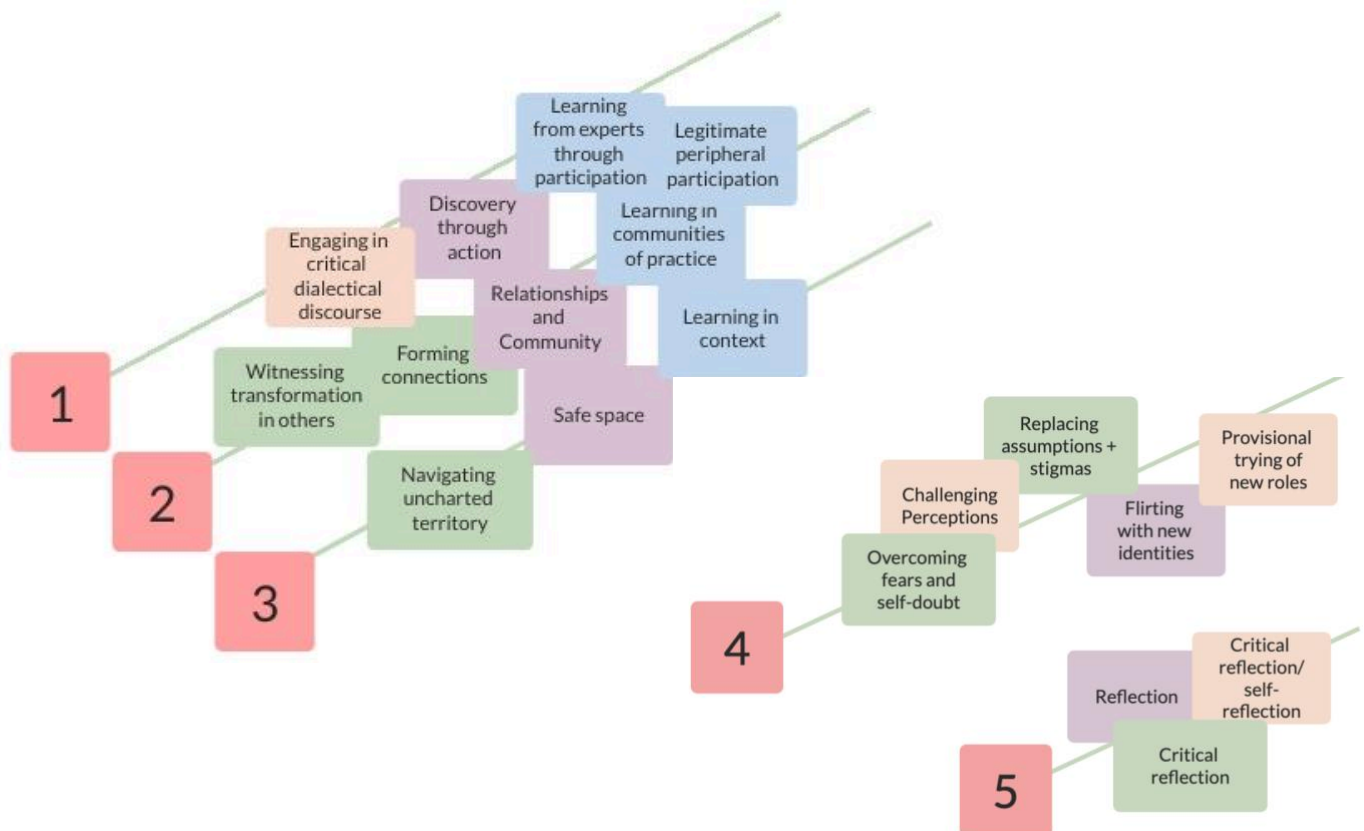 Learning
from experts
through
participation
Legitimate
peripheral
participation
Discovery
through
action
Learning in
communities
of practice
Engaging in
critical
dialectical
discourse
Relationships
and
Community
Learning in
context
Forming
connections
Witnessing
transformation
in others
1
Safe space
2
Navigating
uncharted
territory
3
Replacing
assumptions +
stigmas
Provisional
trying of
new roles
Challenging
Perceptions
Flirting
with new
identities
Overcoming
fears and
self-doubt
4
Critical
reflection/
self-
reflection
Reflection
Critical
reflection
5